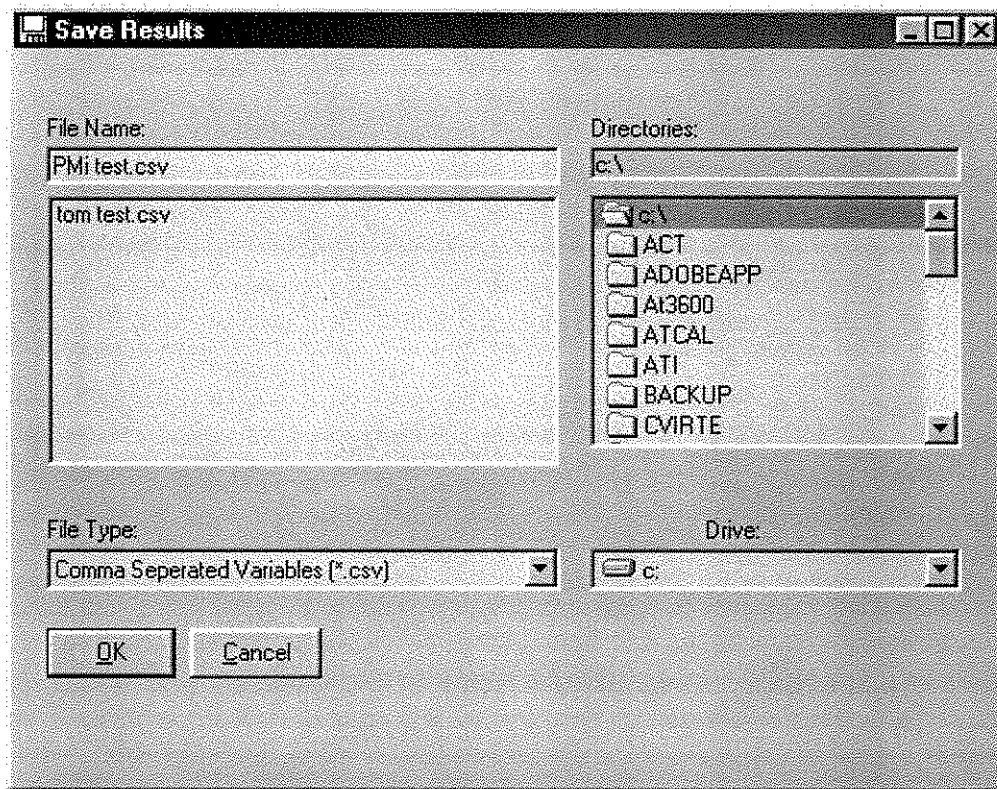 Save Results
File Name:
PMi test.csv
tom test.csv
Directories:
c:\
c:\
ACT
ADOBEAPP
At3600
ATCAL
ATI
BACKUP
CVIRTE
File Type:
Comma Seperated Variables (*.csv)
Drive:
c:
OK
Cancel